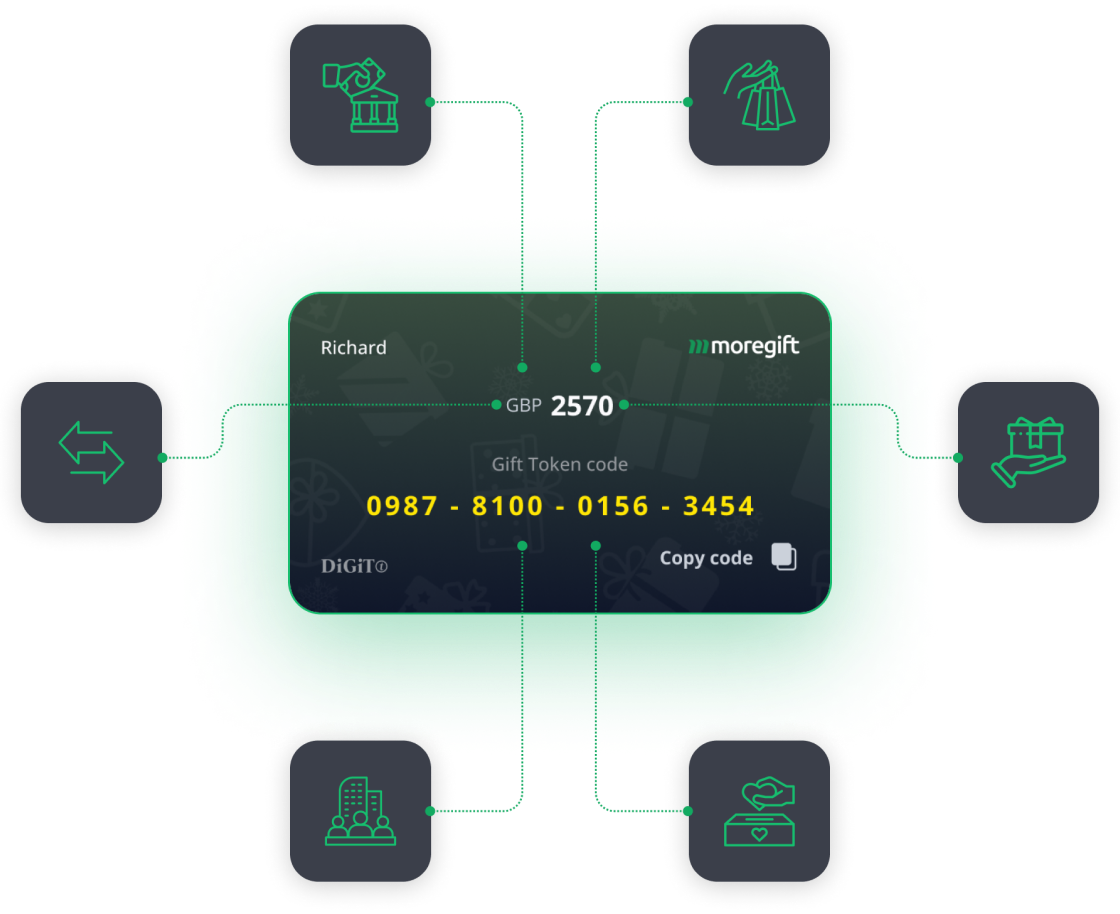 Richard
moregift
GBP 2570
Gift Token code
0987 - 8100 - 0156 - 3454
Copy code
DiGiT